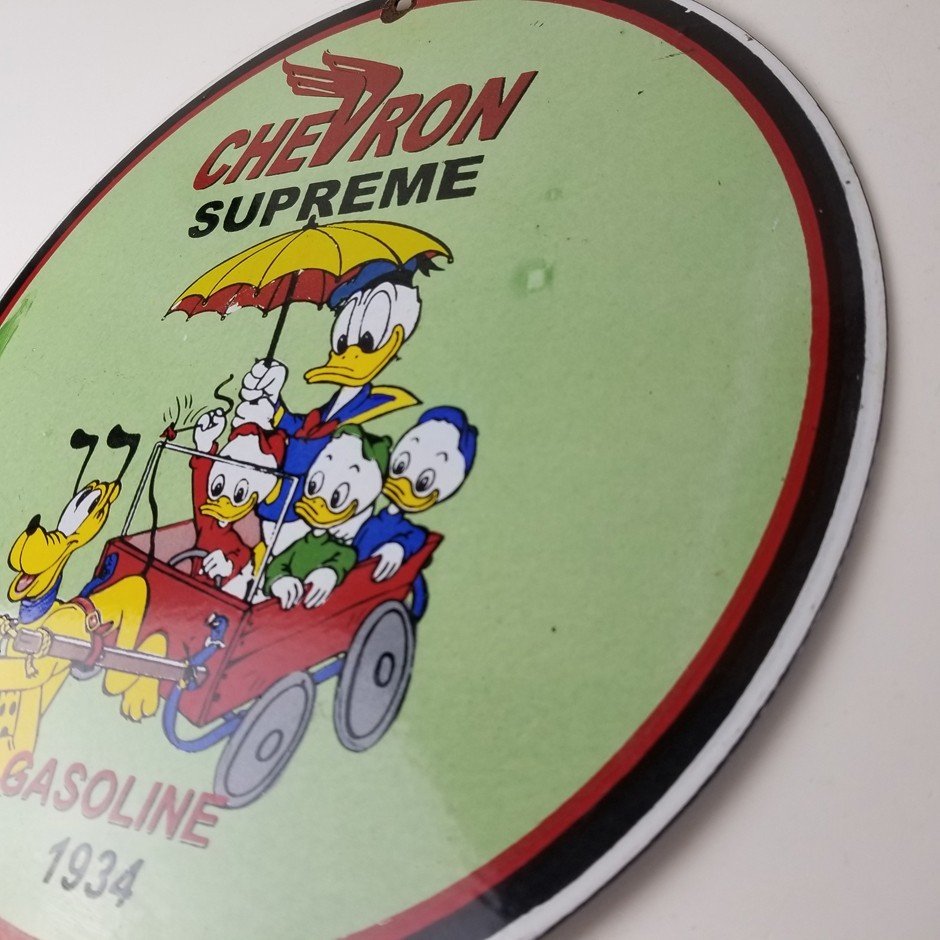 CHEVRON
SUPREME
GASOLINE
1934